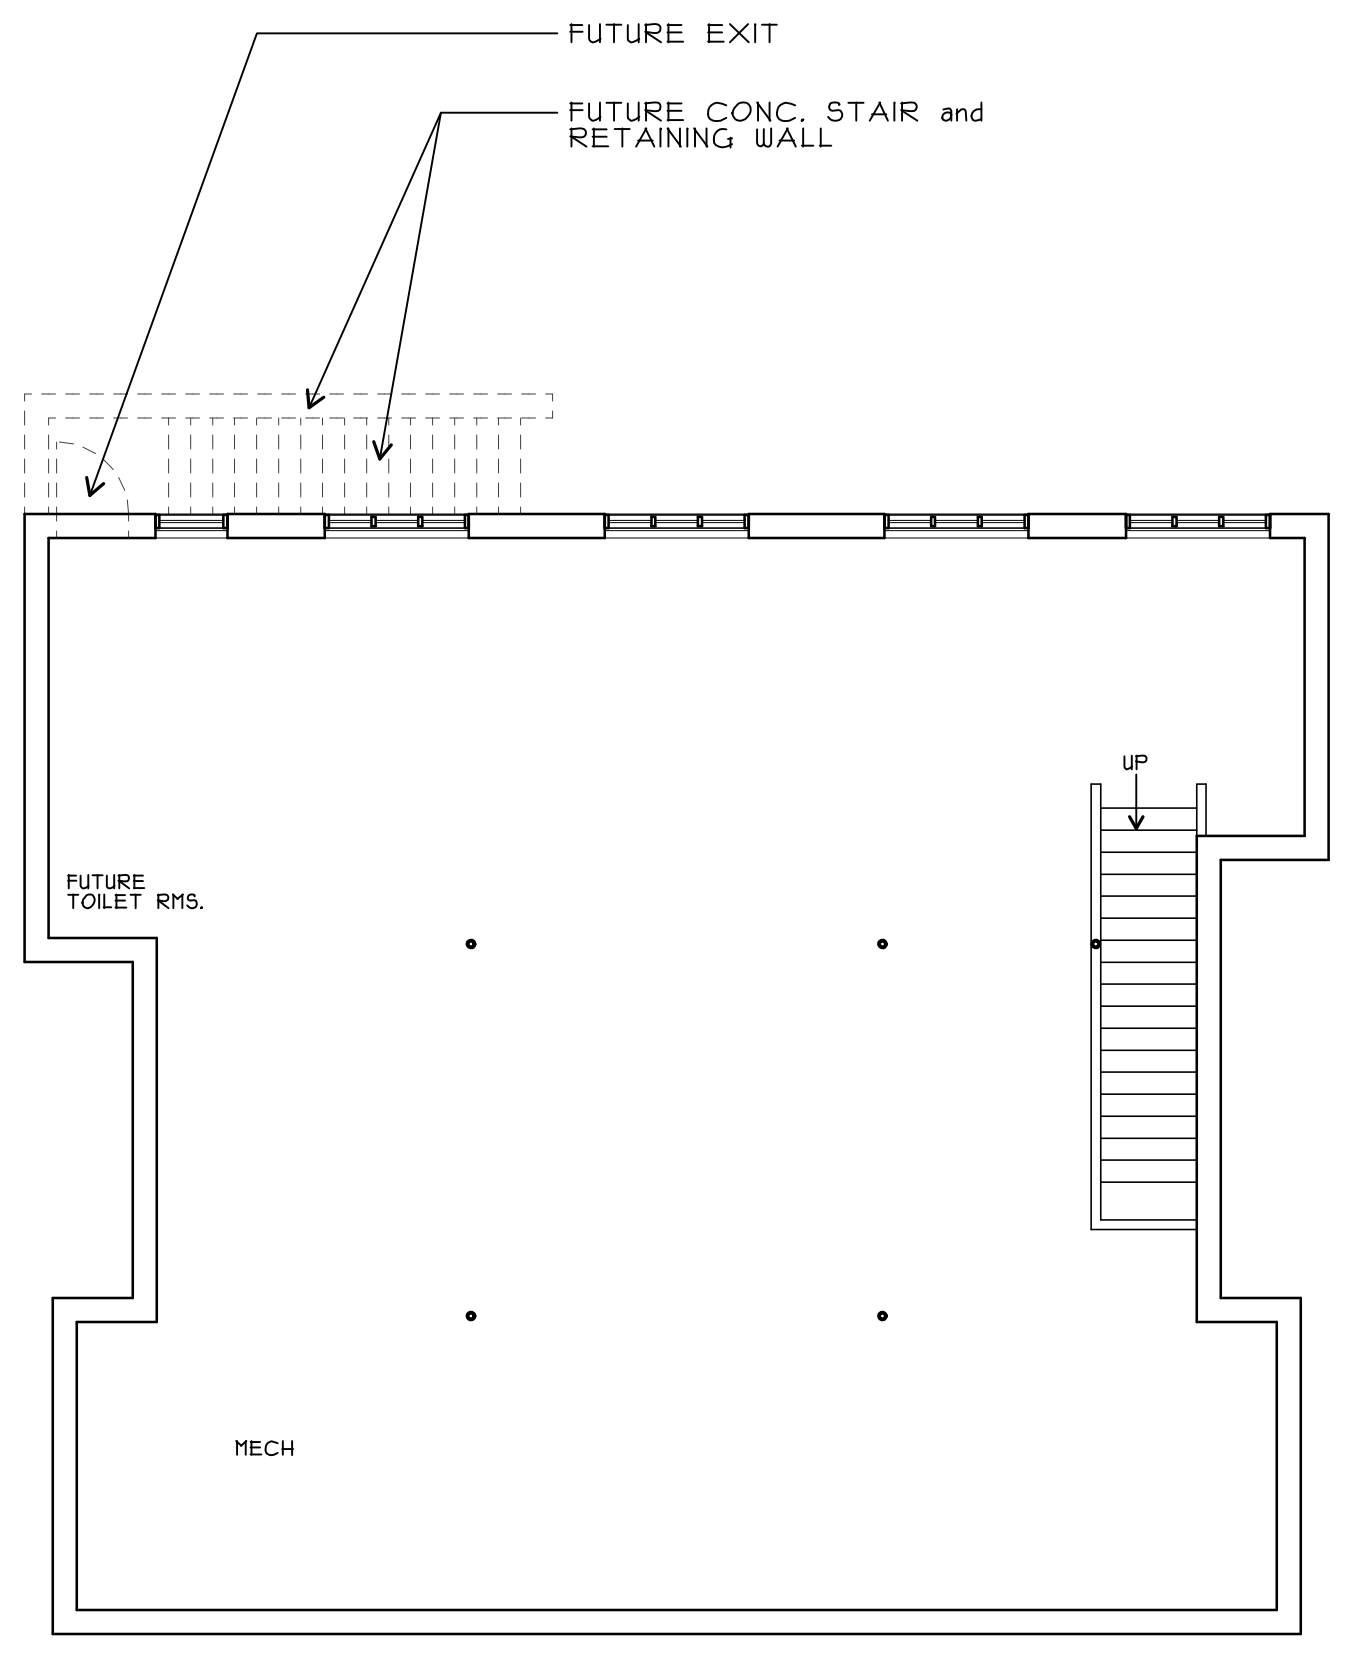 FUTURE EXIT
FUTURE CONC. STAIR and
RETAINING WALL
UP
FUTURE
TOILET RMS.
MECH